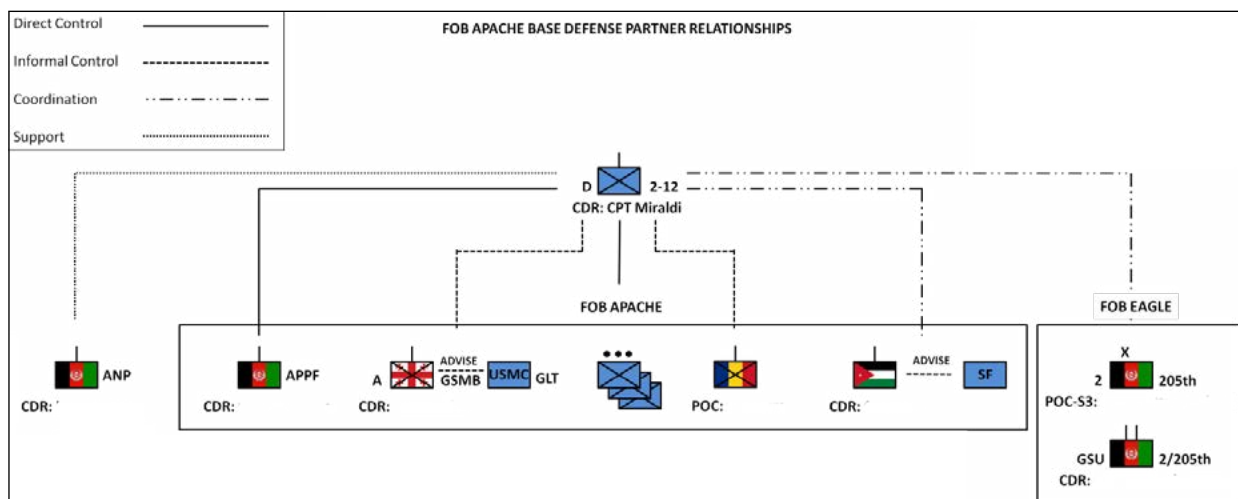 Direct Control
FOB APACHE BASE DEFENSE PARTNER RELATIONSHIPS
Informal Control
Coordination
Support
D 2-12
CDR: CPT Miraldi
FOB APACHE
FOB EAGLE
ANP
CDR:
APPF
CDR:
A
ADVISE
GSMB
USMC
GLT
CDR:
POC:
ADVISE
SF
CDR:
X
2 205th
POC-S3:
GSU 2/205th
CDR: